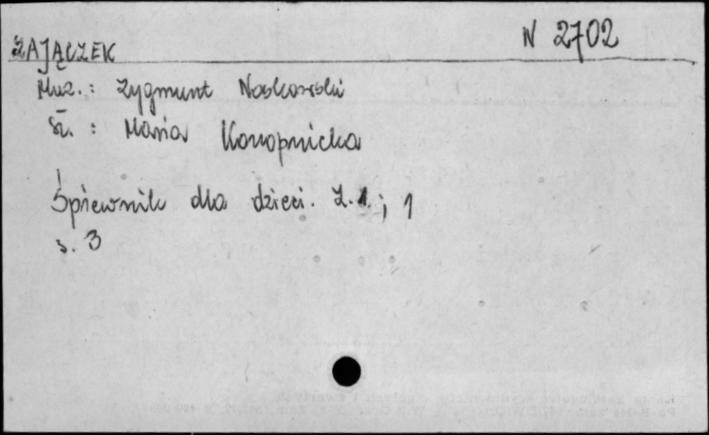 N 2702
ZAJĄCZEK
Muz.: Zygmunt Noskowski
Sł.: Maria Konopnicka
Śpiewnik dla dzieci. Z.1.; 1
s. 3